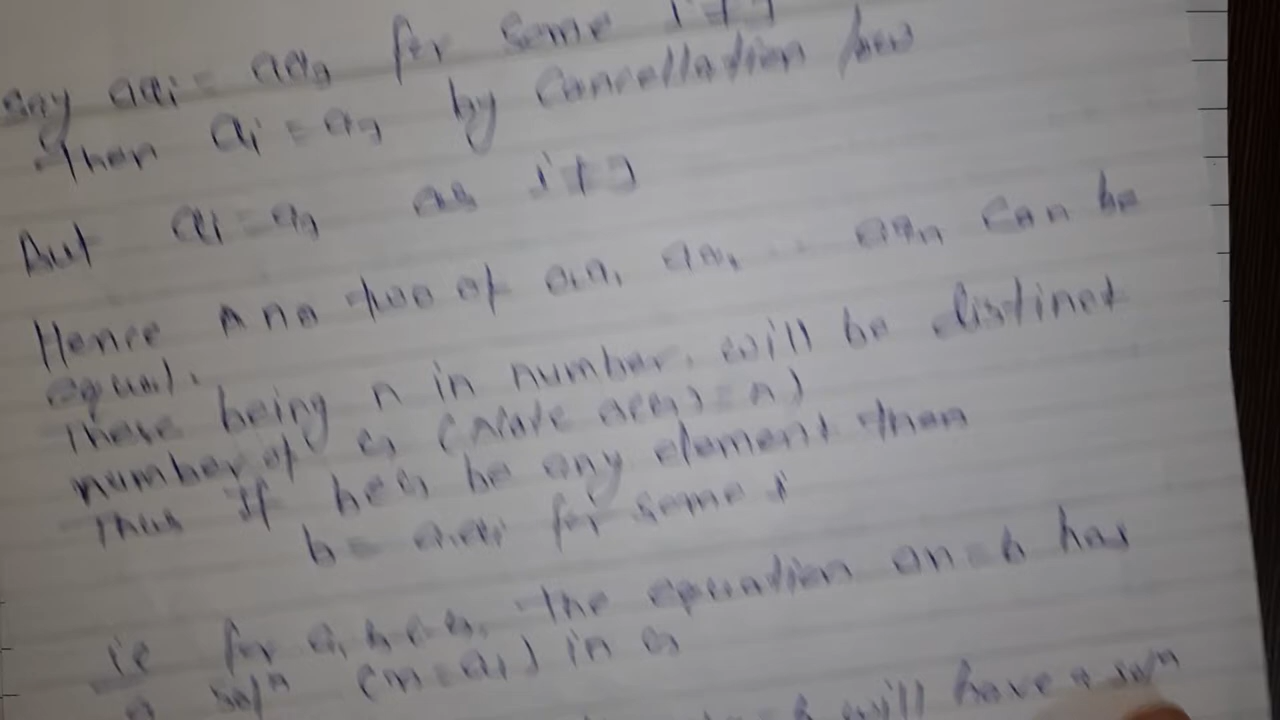 Say aai = aaj for some i ≠ j
Then ai = aj by Cancellation law
But ai = aj as i ≠ j
Hence no two of aa1 aa2 .. aan can be
equal.
These being n in number, will be distinct
number of G (Note o(G) = n)
Thus if b∈G be any element then
b = aai for some i
ie for a, b ∈ G, the equation ax = b has
a solⁿ (x = ai) in G
b will have a solⁿ